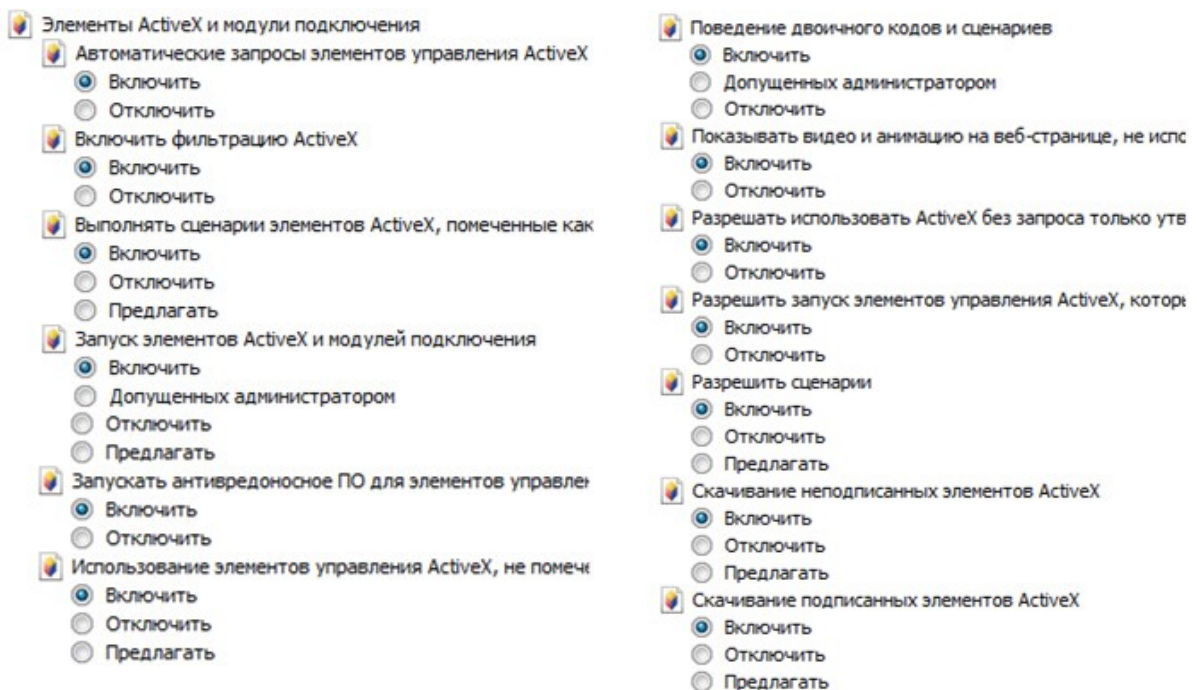 Элементы ActiveX и модули подключения
Автоматические запросы элементов управления ActiveX
Включить
Отключить
Включить фильтрацию ActiveX
Включить
Отключить
Выполнять сценарии элементов ActiveX, помеченные как
Включить
Отключить
Предлагать
Запуск элементов ActiveX и модулей подключения
Включить
Допущенных администратором
Отключить
Предлагать
Запускать антивредоносное ПО для элементов управлен
Включить
Отключить
Использование элементов управления ActiveX, не помече
Включить
Отключить
Предлагать
Поведение двоичного кодов и сценариев
Включить
Допущенных администратором
Отключить
Показывать видео и анимацию на веб-странице, не испо
Включить
Отключить
Разрешать использовать ActiveX без запроса только утв
Включить
Отключить
Разрешить запуск элементов управления ActiveX, которы
Включить
Отключить
Разрешить сценарии
Включить
Отключить
Предлагать
Скачивание неподписанных элементов ActiveX
Включить
Отключить
Предлагать
Скачивание подписанных элементов ActiveX
Включить
Отключить
Предлагать